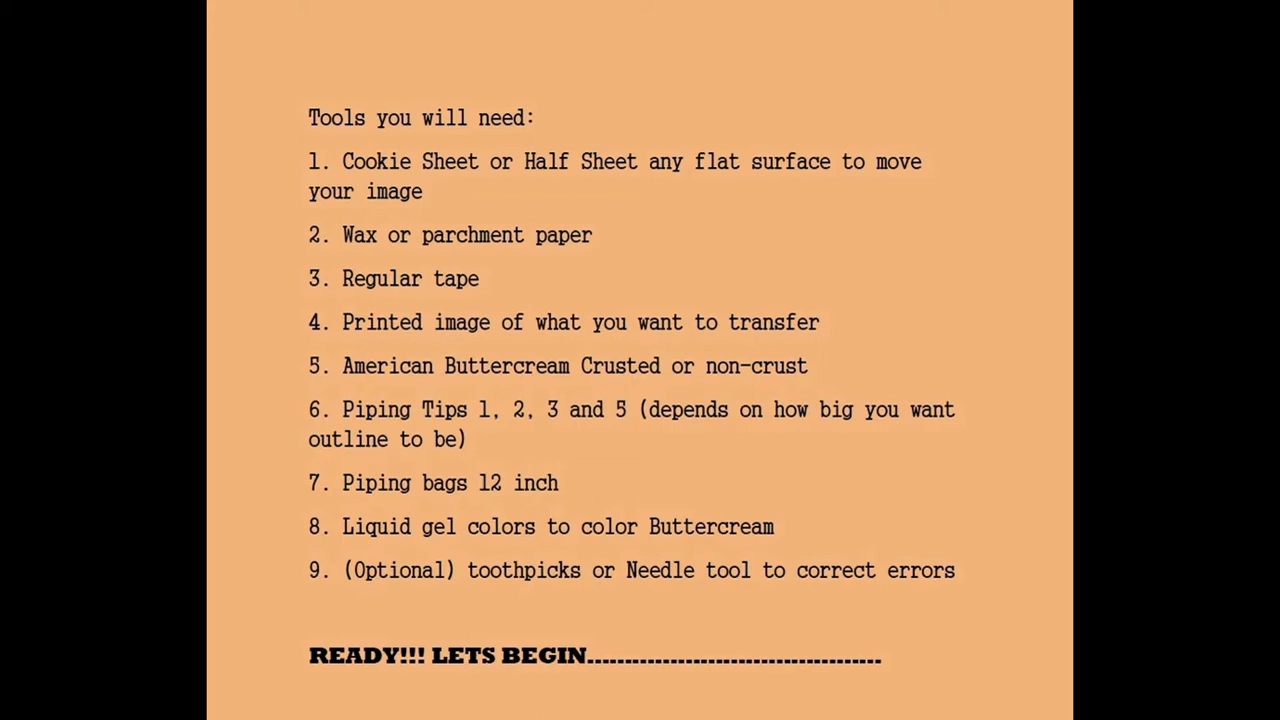 Tools you will need:
1. Cookie Sheet or Half Sheet any flat surface to move
your image
2. Wax or parchment paper
3. Regular tape
4. Printed image of what you want to transfer
5. American Buttercream Crusted or non-crust
6. Piping Tips 1, 2, 3 and 5 (depends on how big you want
outline to be)
7. Piping bags 12 inch
8. Liquid gel colors to color Buttercream
9. (Optional) toothpicks or Needle tool to correct errors
READY!!! LETS BEGIN.......................................